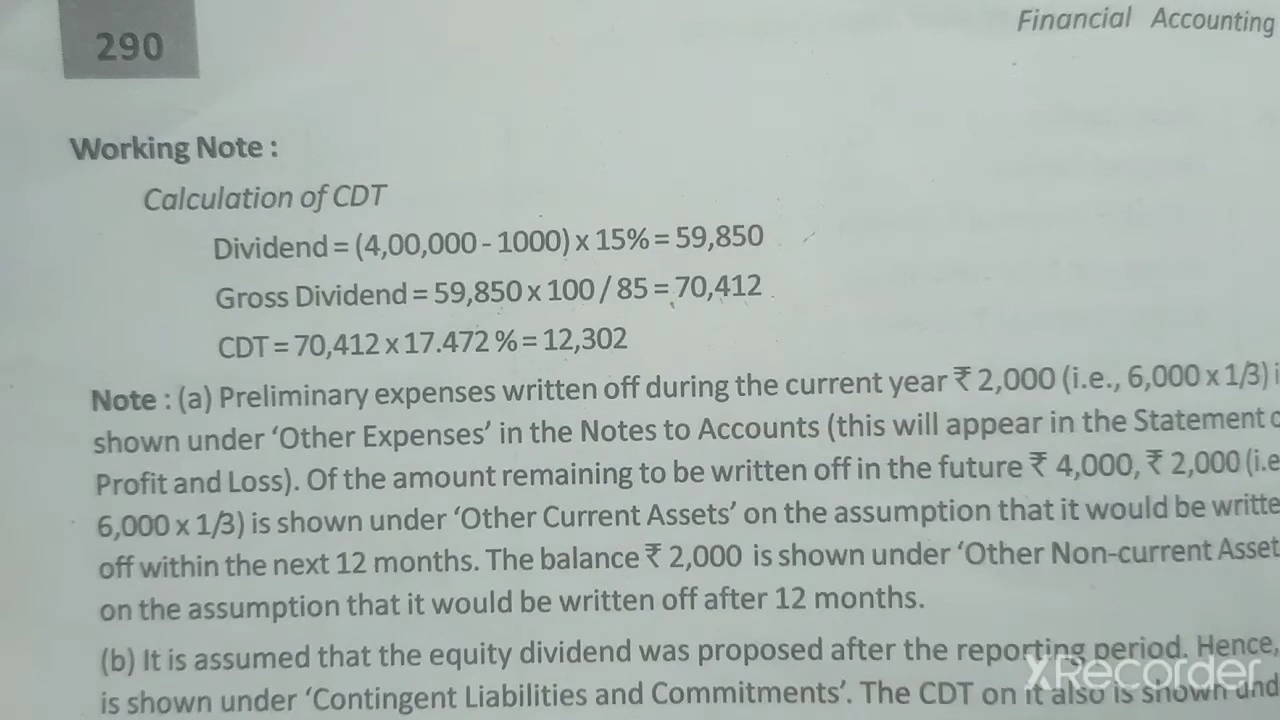 Financial Accounting
290
Working Note :
Calculation of CDT
Dividend = (4,00,000 - 1000) x 15% = 59,850
Gross Dividend = 59,850 x 100 / 85 = 70,412
CDT = 70,412 x 17.472 % = 12,302
Note : (a) Preliminary expenses written off during the current year ₹ 2,000 (i.e., 6,000 x 1/3)
shown under ‘Other Expenses’ in the Notes to Accounts (this will appear in the Statement
Profit and Loss). Of the amount remaining to be written off in the future ₹ 4,000, ₹ 2,000 (i.e
6,000 x 1/3) is shown under ‘Other Current Assets’ on the assumption that it would be writte
off within the next 12 months. The balance ₹ 2,000 is shown under ‘Other Non-current Asset
on the assumption that it would be written off after 12 months.
(b) It is assumed that the equity dividend was proposed after the reporting period. Hence,
is shown under ‘Contingent Liabilities and Commitments’. The CDT on it also is shown und
XRecorder